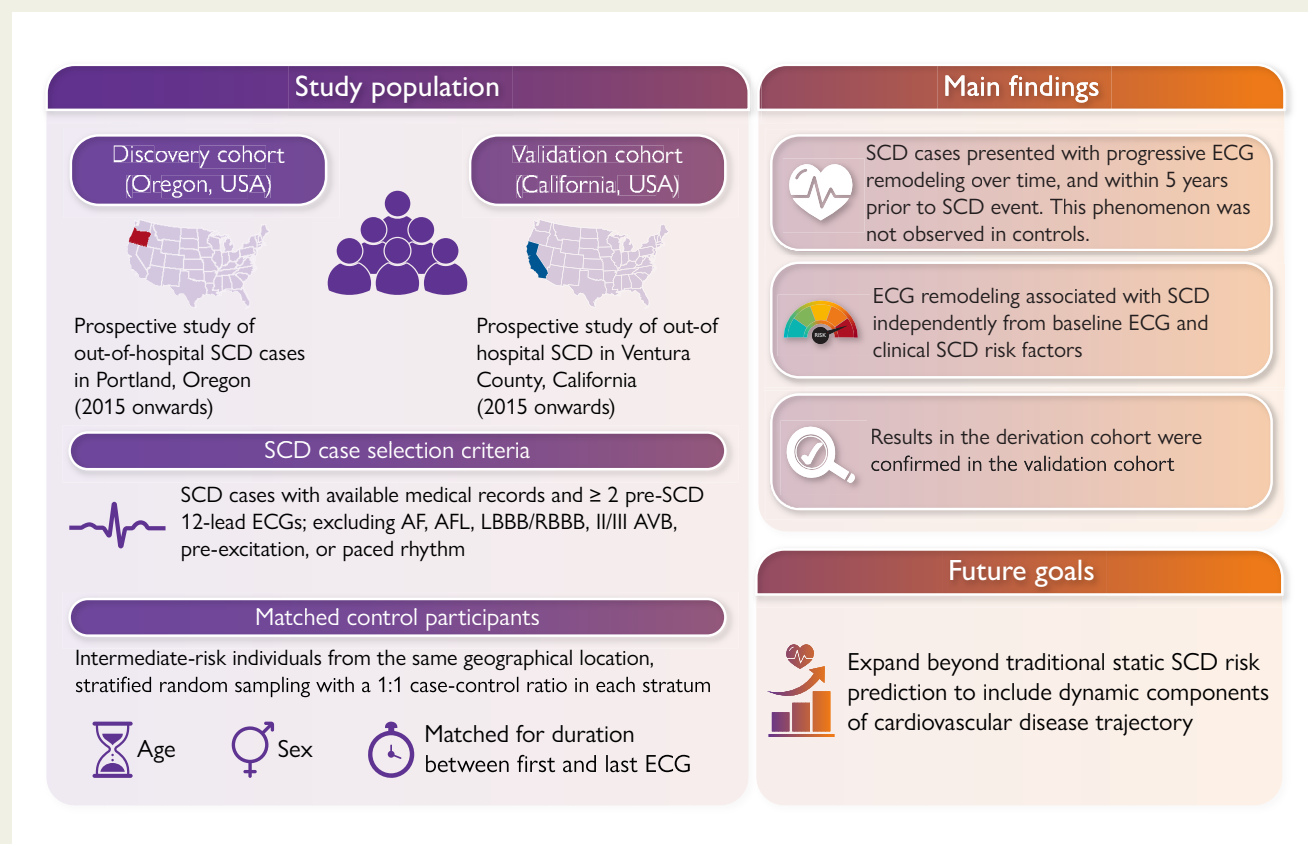 Study population
Discovery cohort
(Oregon, USA)
Validation cohort
(California, USA)
Prospective study of
out-of-hospital SCD cases
in Portland, Oregon
(2015 onwards)
Prospective study of out-of
hospital SCD in Ventura
County, California
(2015 onwards)
SCD case selection criteria
SCD cases with available medical records and ≥ 2 pre-SCD
12-lead ECGs; excluding AF, AFL, LBBB/RBBB, II/III AVB,
pre-excitation, or paced rhythm
Matched control participants
Intermediate-risk individuals from the same geographical location,
stratified random sampling with a 1:1 case-control ratio in each stratum
Age
Sex
Matched for duration
between first and last ECG
Main findings
SCD cases presented with progressive ECG
remodeling over time, and within 5 years
prior to SCD event. This phenomenon was
not observed in controls.
RISK
ECG remodeling associated with SCD
independently from baseline ECG and
clinical SCD risk factors
Results in the derivation cohort were
confirmed in the validation cohort
Future goals
Expand beyond traditional static SCD risk
prediction to include dynamic components
of cardiovascular disease trajectory